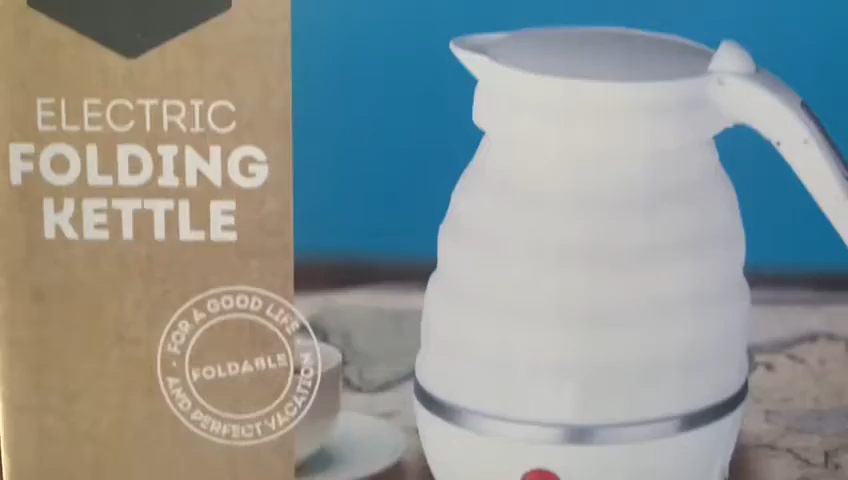 ELECTRIC
FOLDING
KETTLE
FOR A GOOD LIFE
FOLDABLE
AND PERFECT VACATION